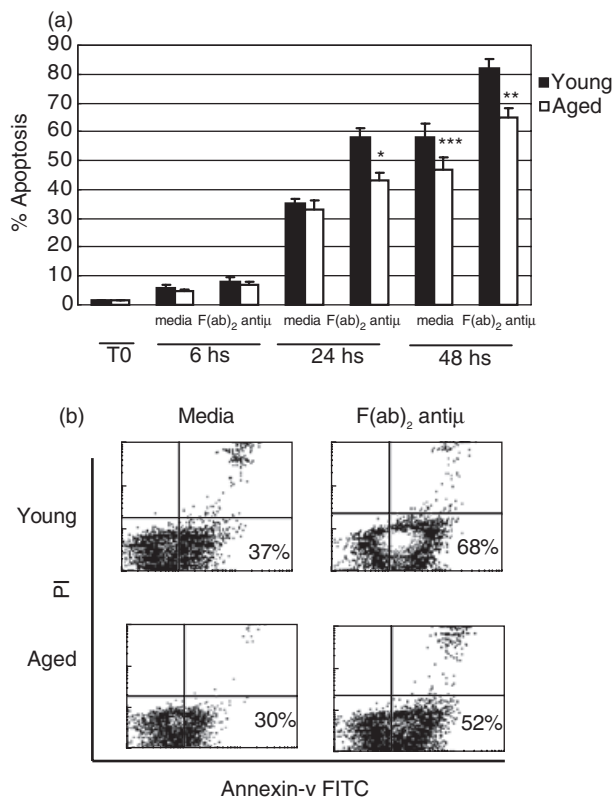 (a)
90
80
70
60
50
40
30
20
10
0
% Apoptosis
Young
Aged
*
***
**
media F(ab)₂ antiμ media F(ab)₂ antiμ media F(ab)₂ antiμ
T0 6 hs 24 hs 48 hs
(b) Media F(ab)₂ antiμ
Young
37% 68%
PI
Aged
30% 52%
Annexin-v FITC